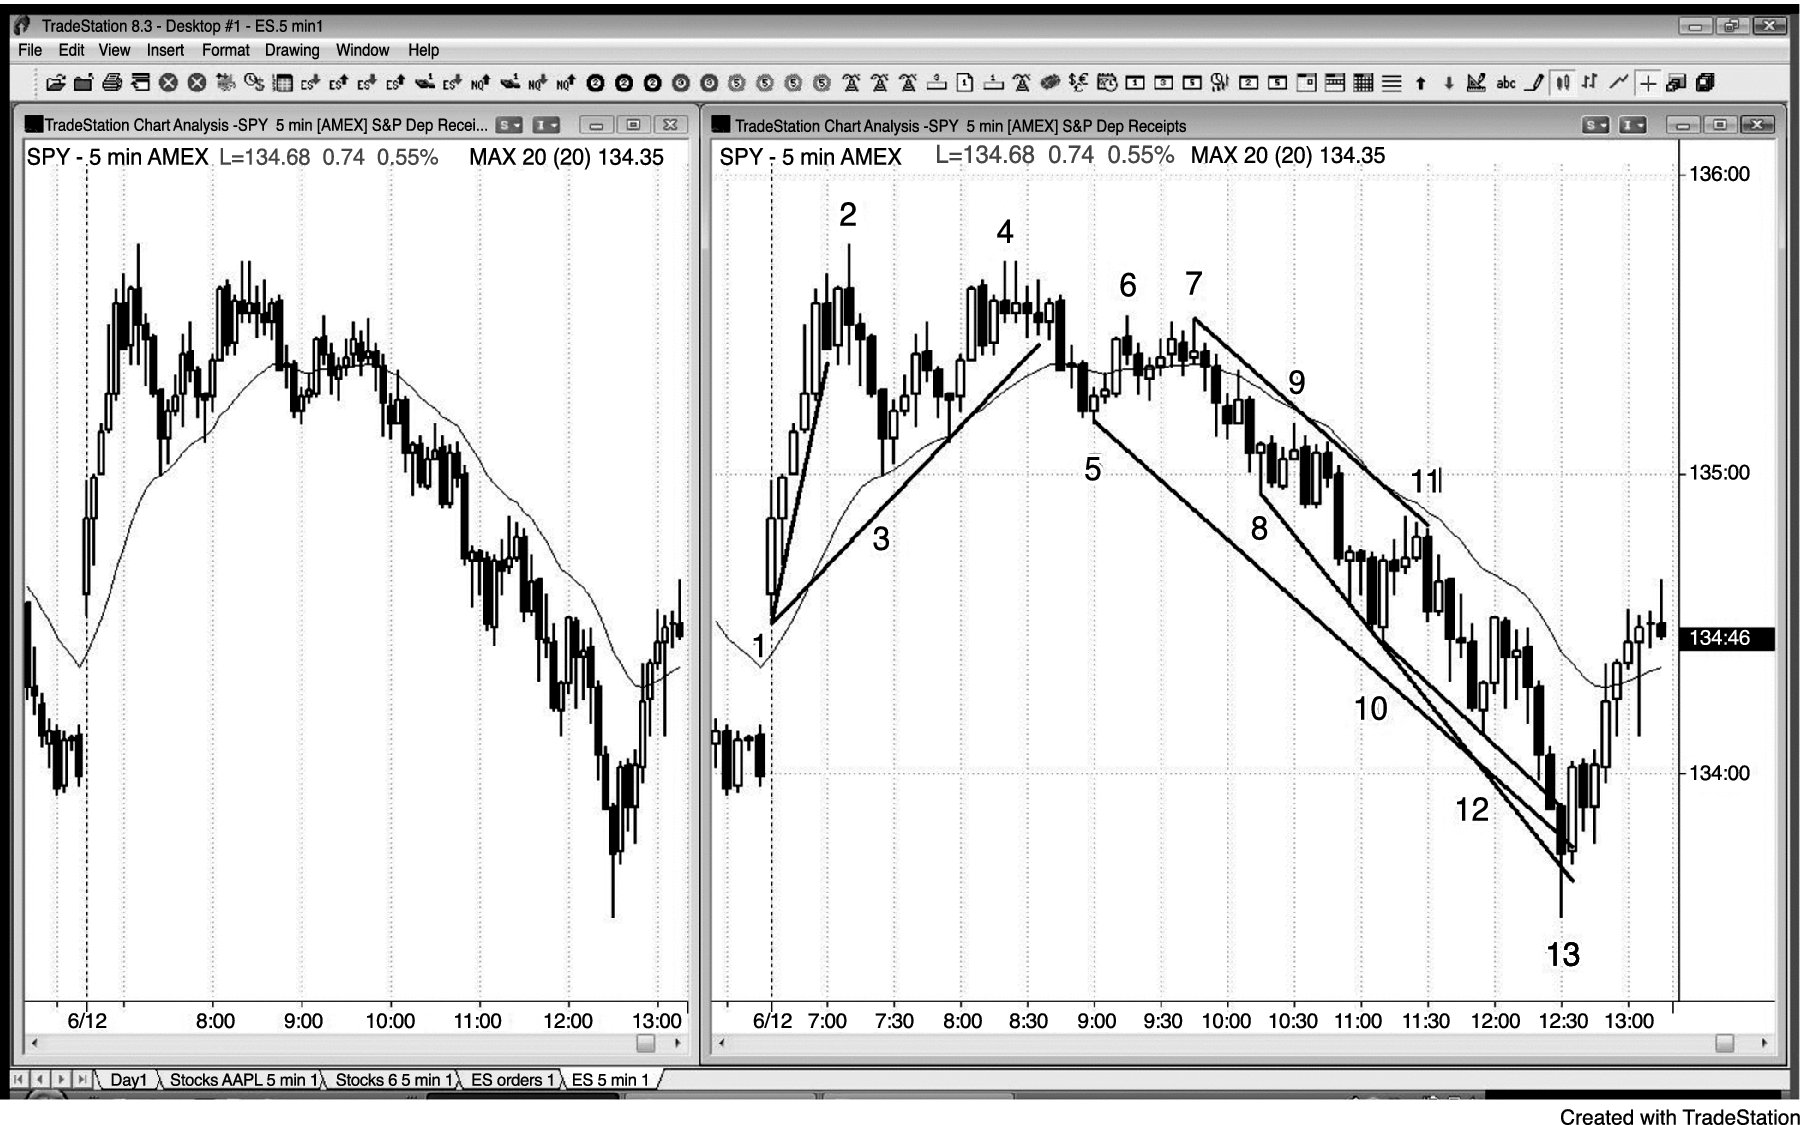 TradeStation 8.3 - Desktop #1 - ES.5 min1
File Edit View Insert Format Drawing Window Help
TradeStation Chart Analysis -SPY 5 min [AMEX] S&P Dep Recei...
SPY - 5 min AMEX L=134.68 0.74 0.55% MAX 20 (20) 134.35
6/12 8:00 9:00 10:00 11:00 12:00 13:00
TradeStation Chart Analysis -SPY 5 min [AMEX] S&P Dep Receipts
SPY - 5 min AMEX L=134.68 0.74 0.55% MAX 20 (20) 134.35
136:00
2
4
6
7
9
135:00
5
11
8
3
134:46
1
10
134:00
12
13
6/12 7:00 7:30 8:00 8:30 9:00 9:30 10:00 10:30 11:00 11:30 12:00 12:30 13:00
Day1 Stocks AAPL 5 min 1 Stocks 6 5 min 1 ES orders 1 ES 5 min 1
Created with TradeStation